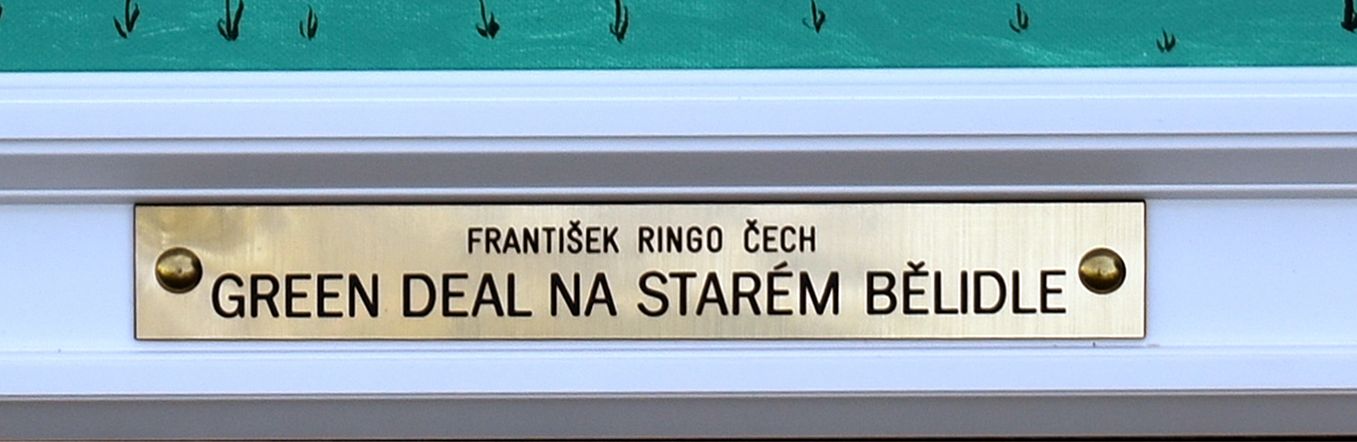 FRANTIŠEK RINGO ČECH
GREEN DEAL NA STARÉM BĚLIDLE